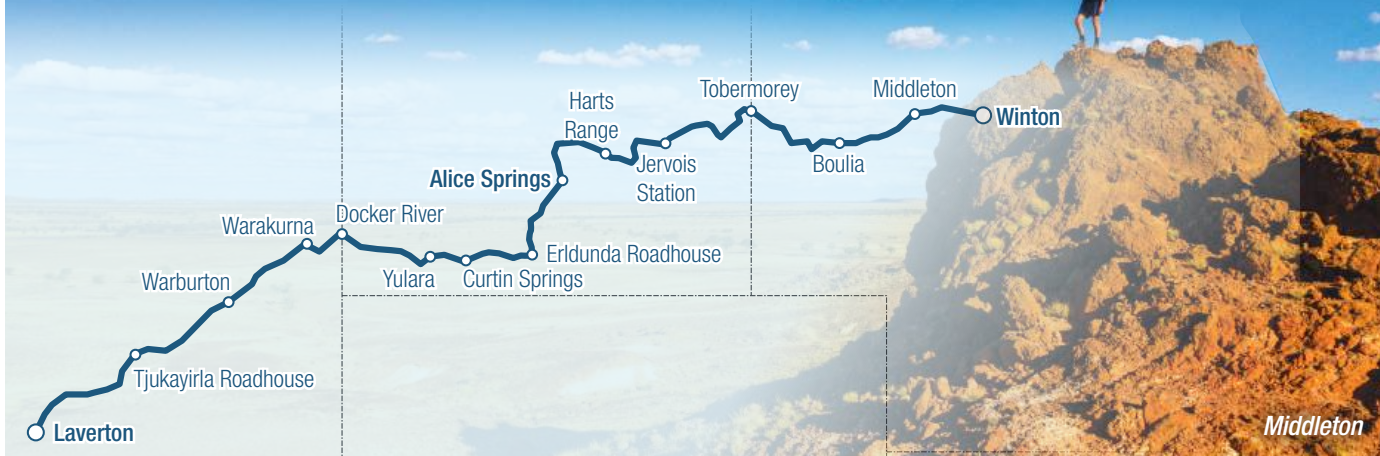 Tobermorey
Middleton
Harts
Range
Winton
Boulia
Jervois
Station
Alice Springs
Docker River
Warakurna
Erldunda Roadhouse
Yulara
Curtin Springs
Warburton
Tjukayirla Roadhouse
Laverton
Middleton